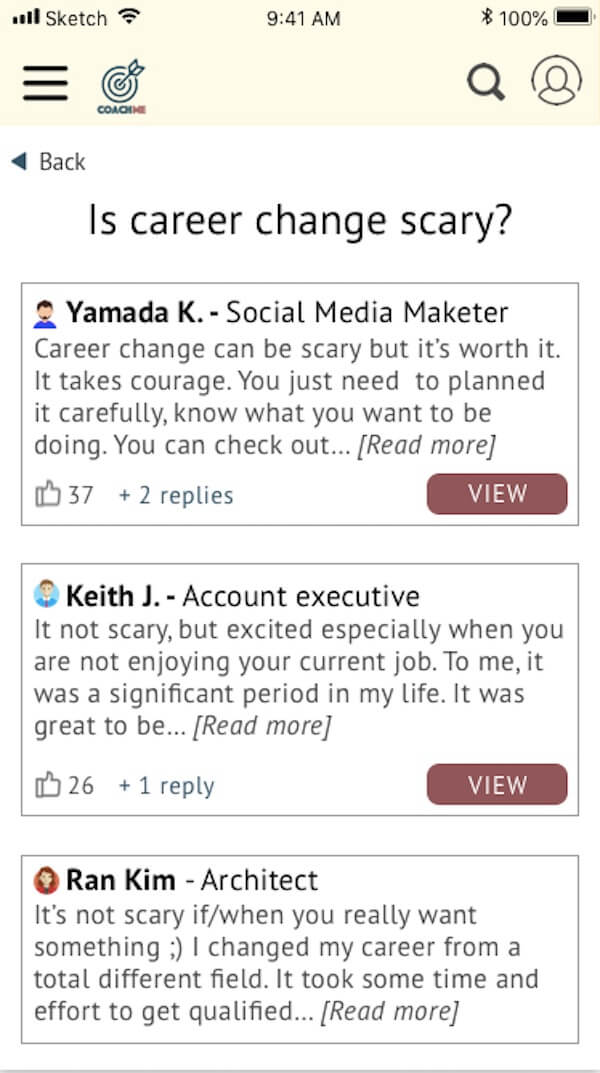 Sketch 9:41 AM 100%
COACHME
Back
Is career change scary?
Yamada K. - Social Media Maketer
Career change can be scary but it’s worth it.
It takes courage. You just need to planned
it carefully, know what you want to be
doing. You can check out... [Read more]
37 + 2 replies VIEW
Keith J. - Account executive
It not scary, but excited especially when you
are not enjoying your current job. To me, it
was a significant period in my life. It was
great to be... [Read more]
26 + 1 reply VIEW
Ran Kim - Architect
It’s not scary if/when you really want
something ;) I changed my career from a
total different field. It took some time and
effort to get qualified... [Read more]